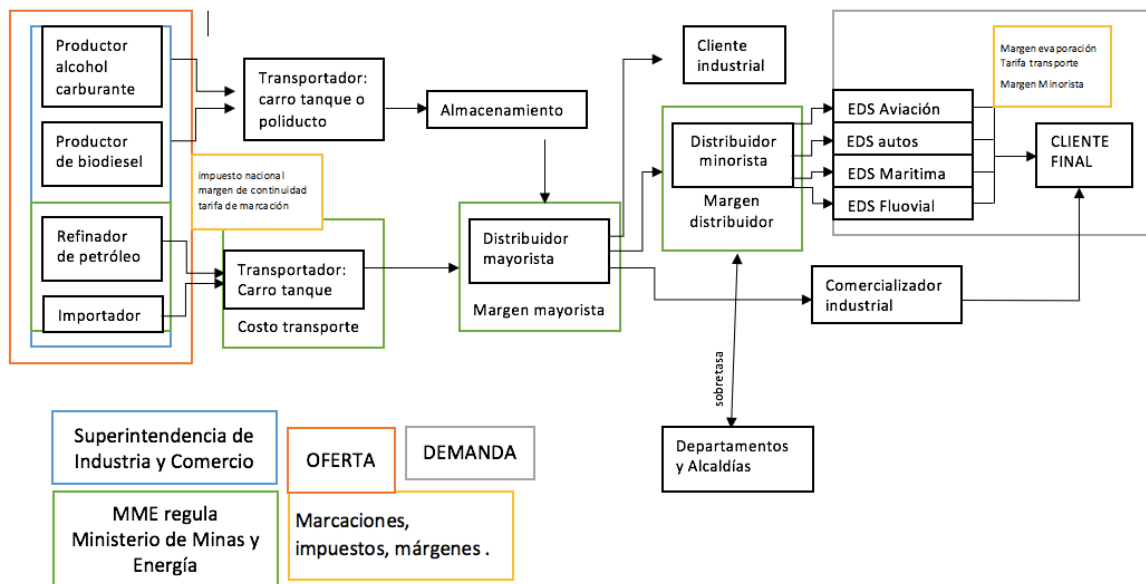 Productor
alcohol
carburante
Productor
de biodiesel
Refinador
de petróleo
Importador
Transportador:
carro tanque o
poliducto
impuesto nacional
margen de continuidad
tarifa de marcación
Transportador:
Carro tanque
Costo transporte
Almacenamiento
Distribuidor
mayorista
Margen mayorista
Cliente
industrial
Distribuidor
minorista
Margen
distribuidor
EDS Aviación
EDS autos
EDS Maritima
EDS Fluovial
Margen evaporación
Tarifa transporte
Margen Minorista
CLIENTE
FINAL
Comercializador
industrial
sobretasa
Departamentos
y Alcaldías
Superintendencia de
Industria y Comercio
OFERTA
DEMANDA
MME regula
Ministerio de Minas y
Energía
Marcaciones,
impuestos, márgenes .